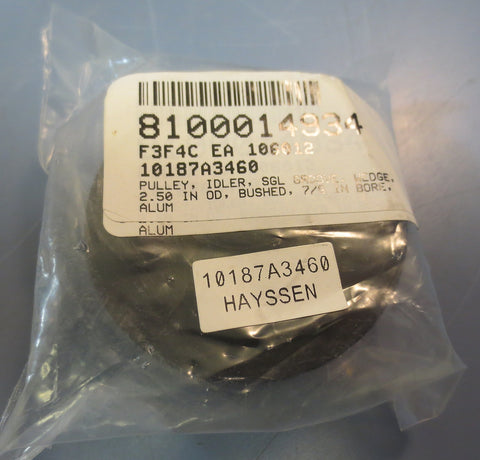 8100014834
F3F4C EA 106012
10187A3460
PULLEY, IDLER, SGL WEDGE,
2.50 IN OD, BUSHED, 7/8 IN BORE,
ALUM
ALUM
10187A3460
HAYSSEN